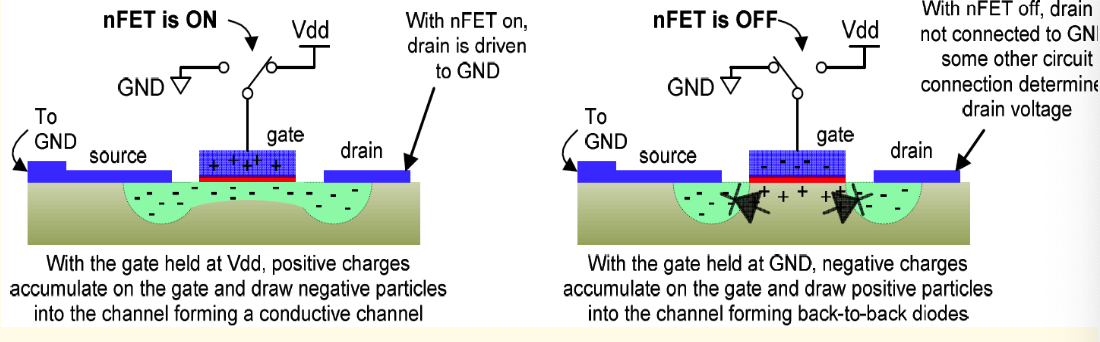 nFET is ON
Vdd
GND
With nFET on,
drain is driven
to GND
To
GND
source
gate
drain
With the gate held at Vdd, positive charges
accumulate on the gate and draw negative particles
into the channel forming a conductive channel
nFET is OFF
Vdd
GND
With nFET off, drain
not connected to GN
some other circuit
connection determine
drain voltage
To
GND
source
gate
drain
With the gate held at GND, negative charges
accumulate on the gate and draw positive particles
into the channel forming back-to-back diodes